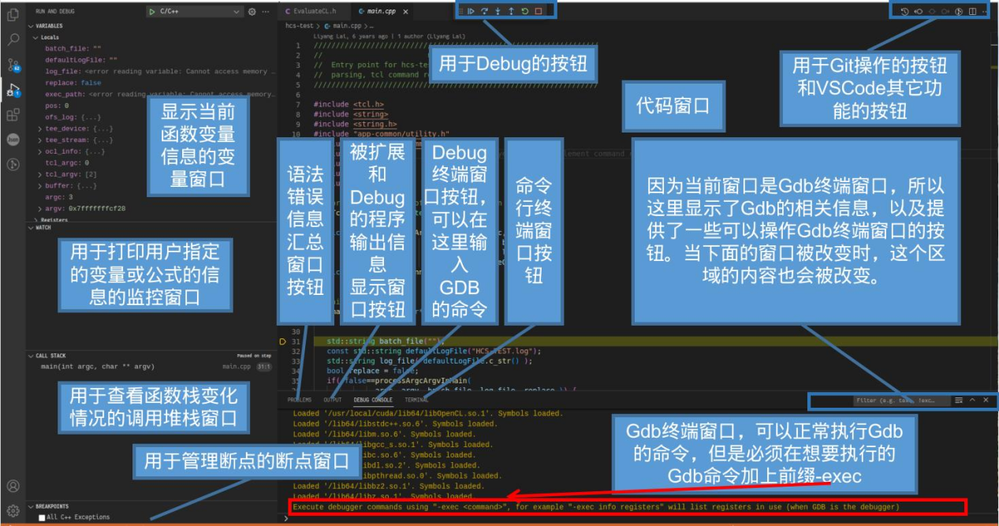 RUN AND DEBUG
C/C++
EvaluateCL.h
main.cpp
hcs-test > main.cpp > …
VARIABLES
Locals
batch_file: ""
defaultLogFile: ""
log_file: <error reading variable: Cannot access memory …
replace: false
exec_path: <error reading variable: Cannot access memory…
pos: 0
ofs_log: {...}
tee_device: {...}
tee_stream: {...}
ocl_info: {...}
tcl_argc: 0
tcl_argv: [2]
buffer: {...}
argc: 3
argv: 0x7fffffffcf28
Registers
显示当前
函数变量
信息的变
量窗口
WATCH
用于打印用户指定
的变量或公式的信
息的监控窗口
CALL STACK
Paused on step
main(int argc, char ** argv)
main.cpp 31:1
用于查看函数栈变化
情况的调用堆栈窗口
用于管理断点的断点窗口
BREAKPOINTS
All C++ Exceptions
Liyang Lai, 6 years ago | 1 author (Liyang Lai)
1 ////////////////////////////////////////////////////////////////
2 //
3 // Entry point for hcs-te
4 // parsing, tcl command r
5 ////////////////////////////////////////////////////////////////
6
7 #include <tcl.h>
8 #include <string>
9 #include <string.h>
10 #include "app-common/utility.h"
用于Debug的按钮
代码窗口
用于Git操作的按钮
和VSCode其它功
能的按钮
语法
错误
信息
汇总
窗口
按钮
被扩展
和
Debug
的程序
输出信
息
显示窗
口按钮
Debug
终端窗
口按钮，
可以在
这里输
入
GDB
的命令
命令
行终
端窗
口按
钮
因为当前窗口是Gdb终端窗口，所以
这里显示了Gdb的相关信息，以及提
供了一些可以操作Gdb终端窗口的按
钮。当下面的窗口被改变时，这个区
域的内容也会被改变。
30
31 std::string batch_file("");
32 const std::string defaultLogFile("HCS-TEST.log");
33 std::string log_file( defaultLogFile.c_str() );
34 bool replace = false;
35 if( false==processArgcArgvInMain(
argc, argv, batch_file, log_file, replace )) {
PROBLEMS
OUTPUT
DEBUG CONSOLE
TERMINAL
Filter (e.g. text, !exc…
Loaded '/usr/local/cuda/lib64/libOpenCL.so.1'. Symbols loaded.
Loaded '/lib64/libstdc++.so.6'. Symbols loaded.
Loaded '/lib64/libm.so.6'. Symbols loaded.
Loaded '/lib64/libgcc_s.so.1'. Symbols loaded.
ibc.so.6'. Symbols loaded.
ibdl.so.2'. Symbols loaded.
ibpthread.so.0'. Symbols loaded.
Loaded '/lib64/libbz2.so.1'. Symbols loaded.
Loaded '/lib64/libz.so.1'. Symbols loaded.
Execute debugger commands using "-exec <command>", for example "-exec info registers" will list registers in use (when GDB is the debugger)
Gdb终端窗口，可以正常执行Gdb
的命令，但是必须在想要执行的
Gdb命令加上前缀-exec